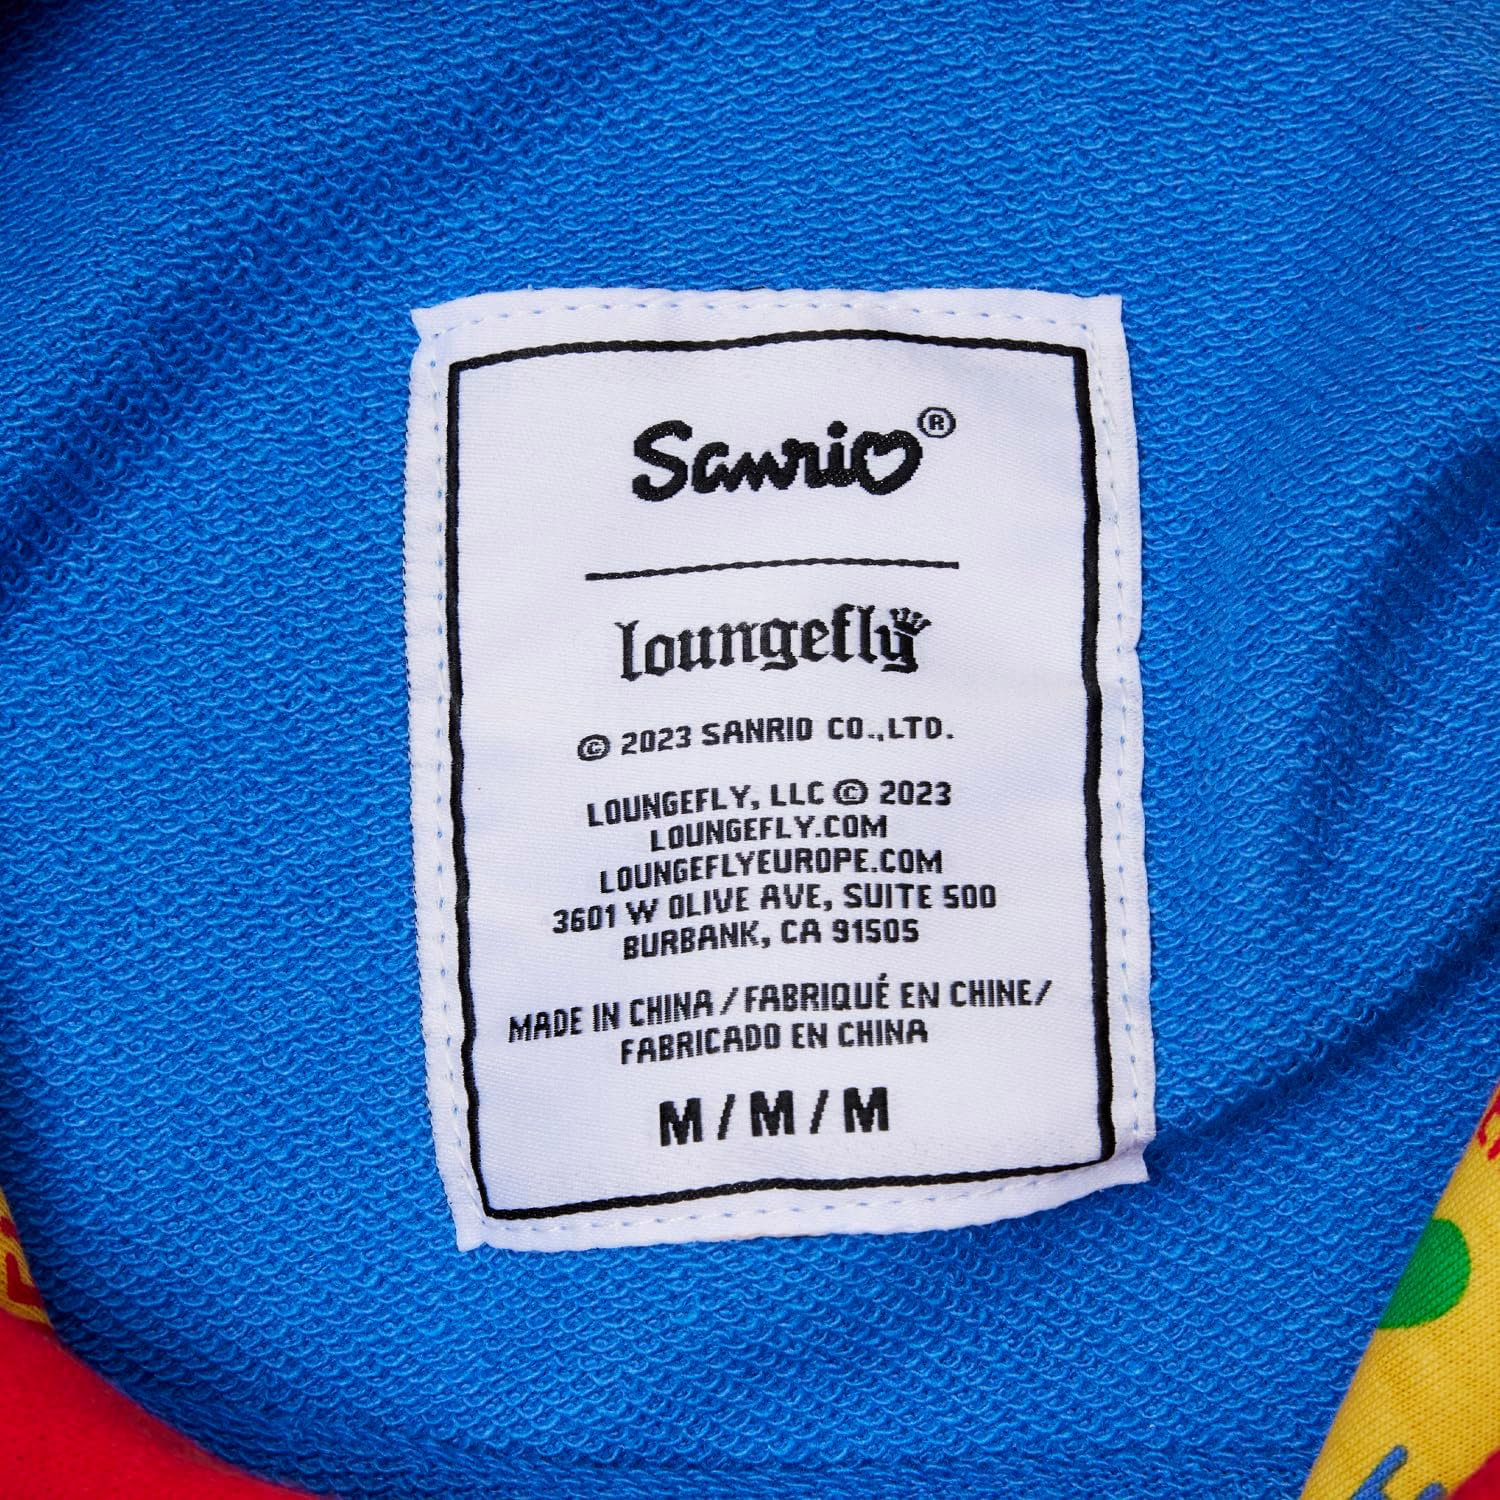 Sanrio®
loungefly
© 2023 SANRIO CO.,LTD.
LOUNGEFLY, LLC © 2023
LOUNGEFLY.COM
LOUNGEFLYEUROPE.COM
3601 W OLIVE AVE, SUITE 500
BURBANK, CA 91505
MADE IN CHINA / FABRIQUÉ EN CHINE/
FABRICADO EN CHINA
M / M / M